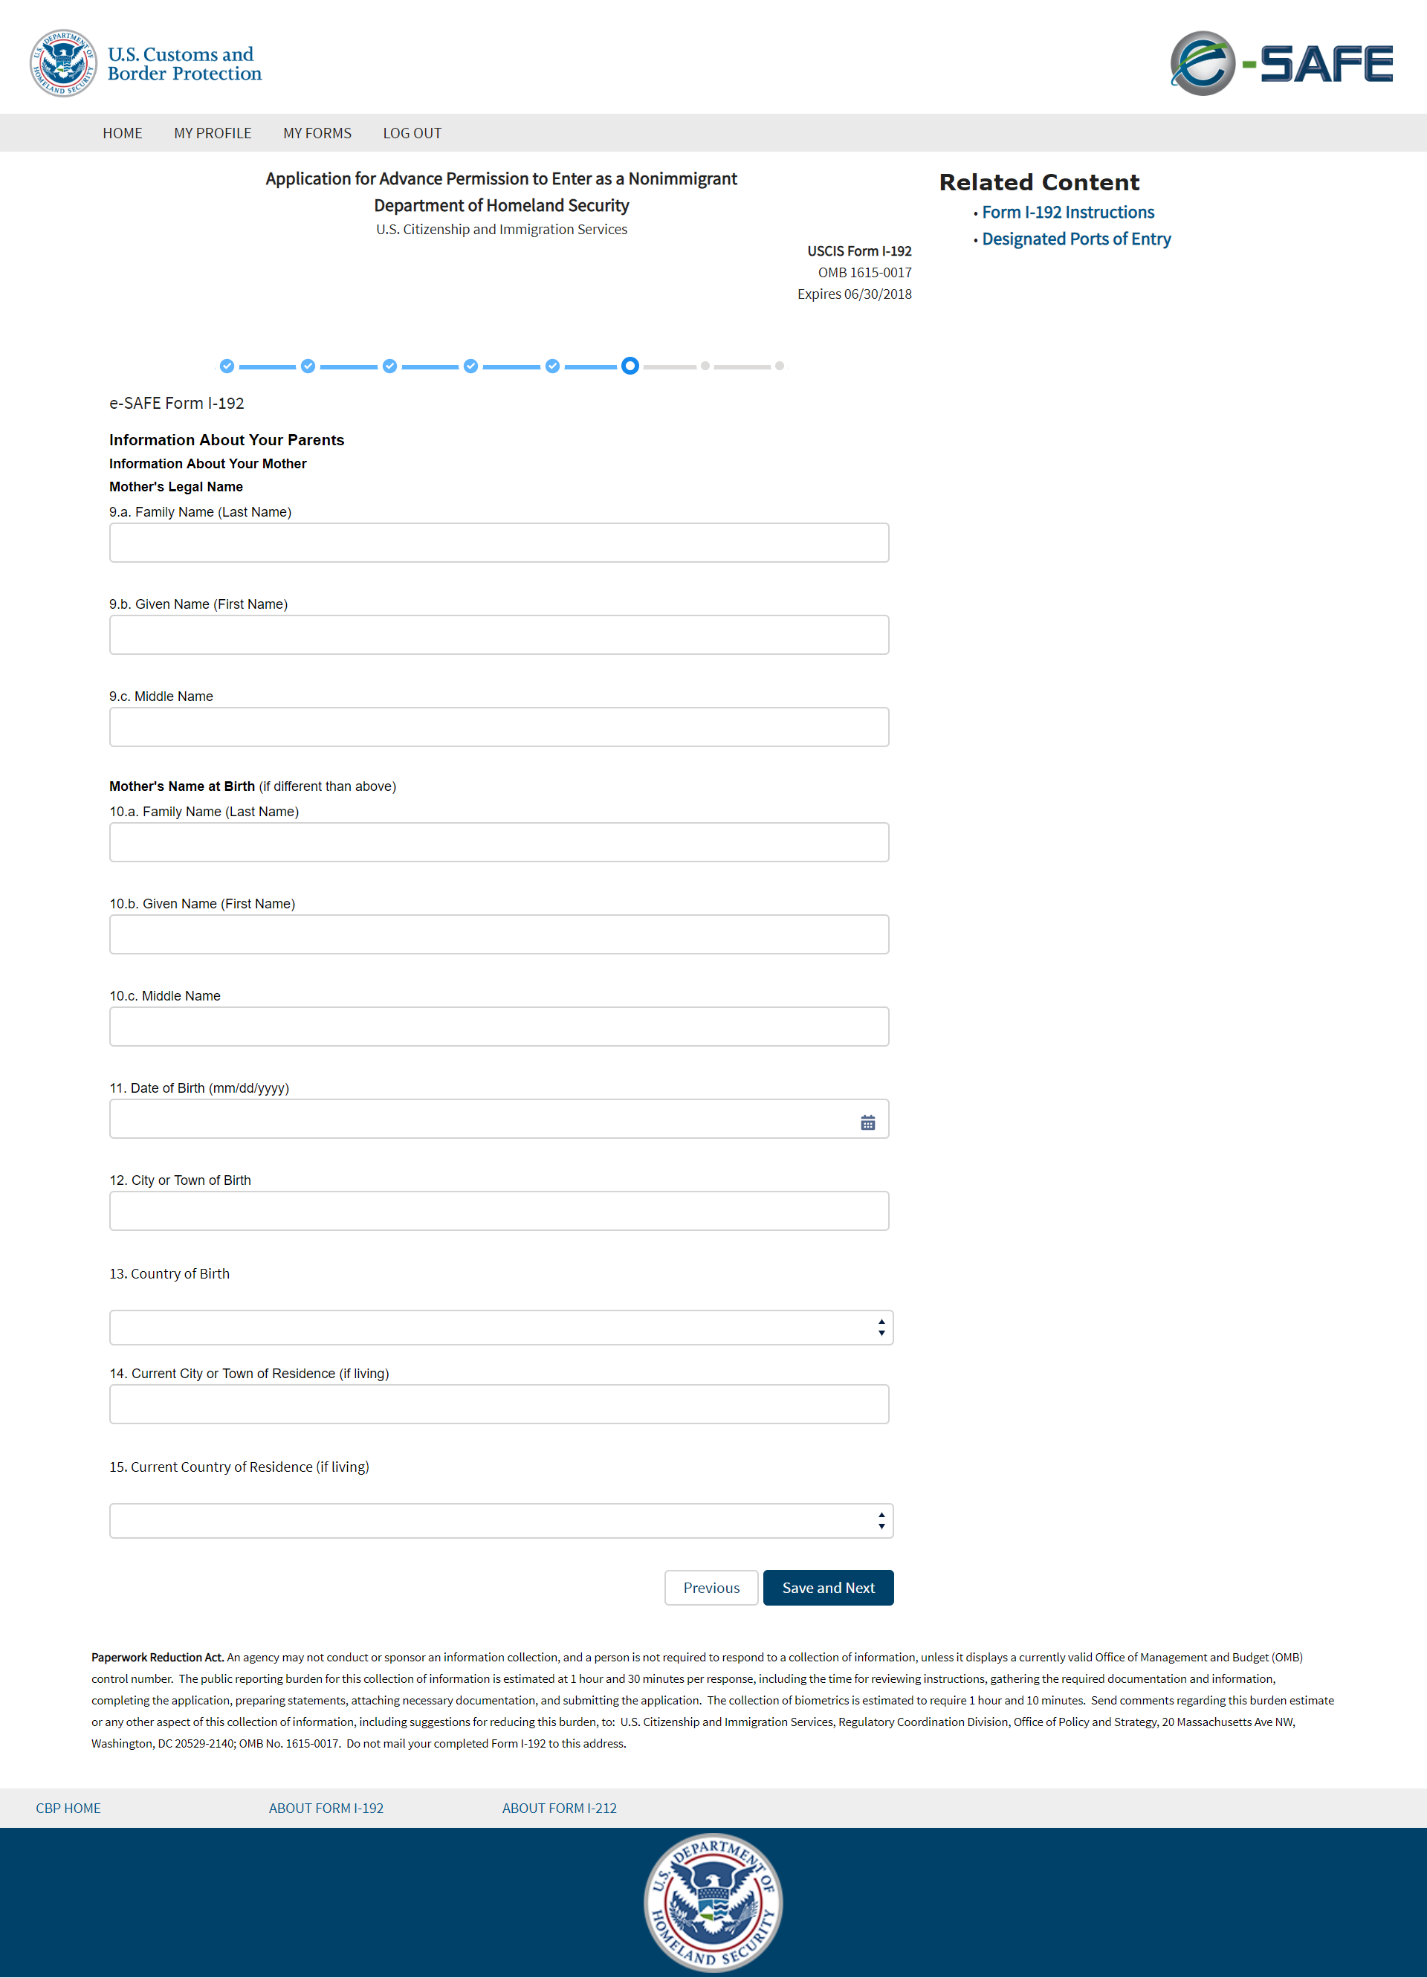 U.S. Customs and
Border Protection
e-SAFE
HOME MY PROFILE MY FORMS LOG OUT
Application for Advance Permission to Enter as a Nonimmigrant
Department of Homeland Security
U.S. Citizenship and Immigration Services
USCIS Form I-192
OMB 1615-0017
Expires 06/30/2018
Related Content
• Form I-192 Instructions
• Designated Ports of Entry
e-SAFE Form I-192
Information About Your Parents
Information About Your Mother
Mother's Legal Name
9.a. Family Name (Last Name)
9.b. Given Name (First Name)
9.c. Middle Name
Mother's Name at Birth (if different than above)
10.a. Family Name (Last Name)
10.b. Given Name (First Name)
10.c. Middle Name
11. Date of Birth (mm/dd/yyyy)
12. City or Town of Birth
13. Country of Birth
14. Current City or Town of Residence (if living)
15. Current Country of Residence (if living)
Previous Save and Next
Paperwork Reduction Act. An agency may not conduct or sponsor an information collection, and a person is not required to respond to a collection of information, unless it displays a currently valid Office of Management and Budget (OMB)
control number. The public reporting burden for this collection of information is estimated at 1 hour and 30 minutes per response, including the time for reviewing instructions, gathering the required documentation and information,
completing the application, preparing statements, attaching necessary documentation, and submitting the application. The collection of biometrics is estimated to require 1 hour and 10 minutes. Send comments regarding this burden estimate
or any other aspect of this collection of information, including suggestions for reducing this burden, to: U.S. Citizenship and Immigration Services, Regulatory Coordination Division, Office of Policy and Strategy, 20 Massachusetts Ave NW,
Washington, DC 20529-2140; OMB No. 1615-0017. Do not mail your completed Form I-192 to this address.
CBP HOME ABOUT FORM I-192 ABOUT FORM I-212
U.S. DEPARTMENT OF
HOMELAND SECURITY